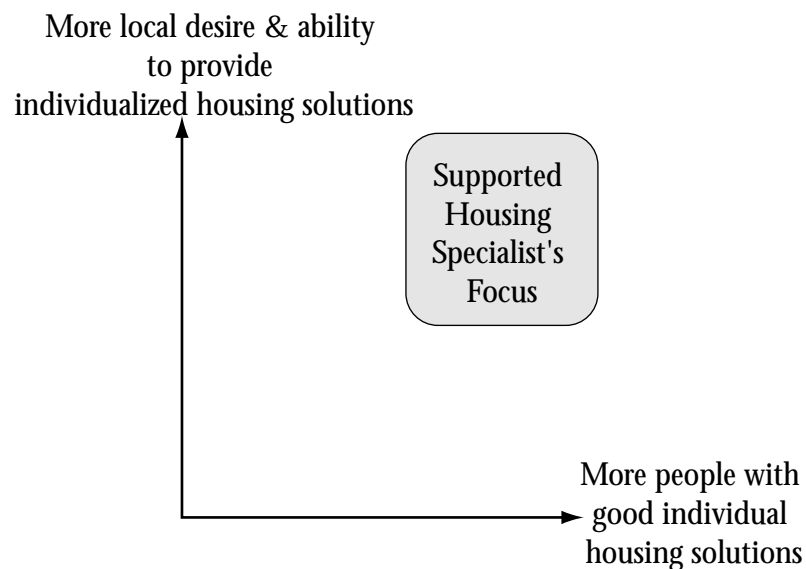 More local desire & ability
to provide
individualized housing solutions
Supported
Housing
Specialist's
Focus
More people with
good individual
housing solutions